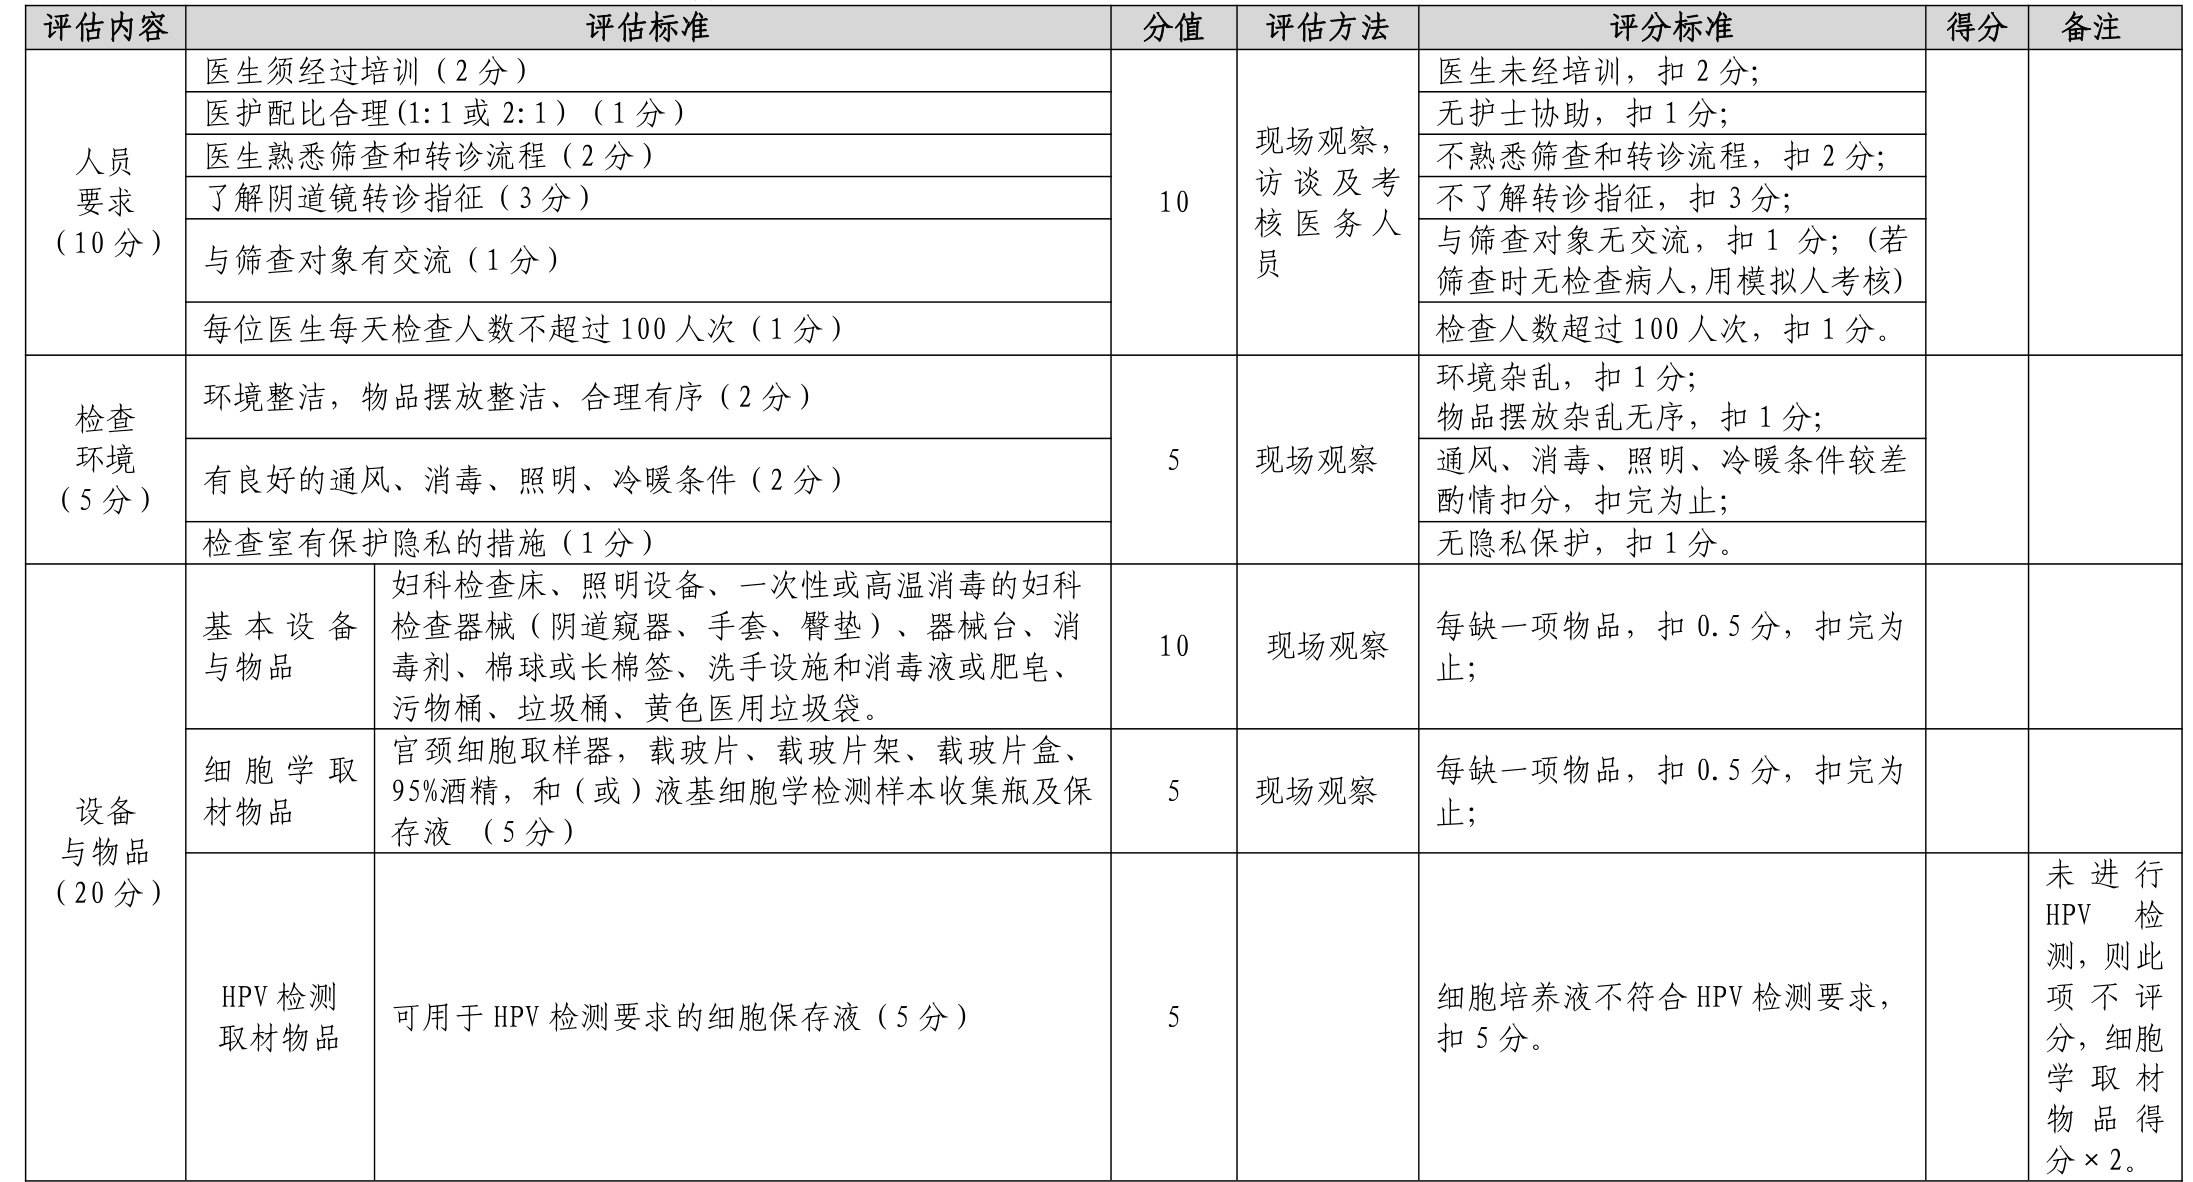 评估内容 评估标准 分值 评估方法 评分标准 得分 备注
人员
要求
（10分）
医生须经过培训（2分）
医护配比合理(1:1或2:1)（1分）
医生熟悉筛查和转诊流程（2分）
了解阴道镜转诊指征（3分）
与筛查对象有交流（1分）
每位医生每天检查人数不超过100人次（1分）
10
现场观察，
访谈及考
核医务人
员
医生未经培训，扣2分；
无护士协助，扣1分；
不熟悉筛查和转诊流程，扣2分；
不了解转诊指征，扣3分；
与筛查对象无交流，扣1 分；(若
筛查时无检查病人,用模拟人考核)
检查人数超过100人次，扣1分。
检查
环境
（5分）
环境整洁，物品摆放整洁、合理有序（2分）
有良好的通风、消毒、照明、冷暖条件（2分）
检查室有保护隐私的措施（1分）
5
现场观察
环境杂乱，扣1分；
物品摆放杂乱无序，扣1分；
通风、消毒、照明、冷暖条件较差
酌情扣分，扣完为止；
无隐私保护，扣1分。
设备
与物品
（20分）
基本设备
与物品
妇科检查床、照明设备、一次性或高温消毒的妇科
检查器械（阴道窥器、手套、臀垫）、器械台、消
毒剂、棉球或长棉签、洗手设施和消毒液或肥皂、
污物桶、垃圾桶、黄色医用垃圾袋。
10
现场观察
每缺一项物品，扣0.5分，扣完为
止；
细胞学取
材物品
宫颈细胞取样器，载玻片、载玻片架、载玻片盒、
95%酒精，和（或）液基细胞学检测样本收集瓶及保
存液 （5分）
5
现场观察
每缺一项物品，扣0.5分，扣完为
止；
HPV检测
取材物品
可用于HPV检测要求的细胞保存液（5分）
5
细胞培养液不符合HPV检测要求，
扣5分。
未进行
HPV 检
测，则此
项不评
分，细胞
学取材
物品得
分×2。